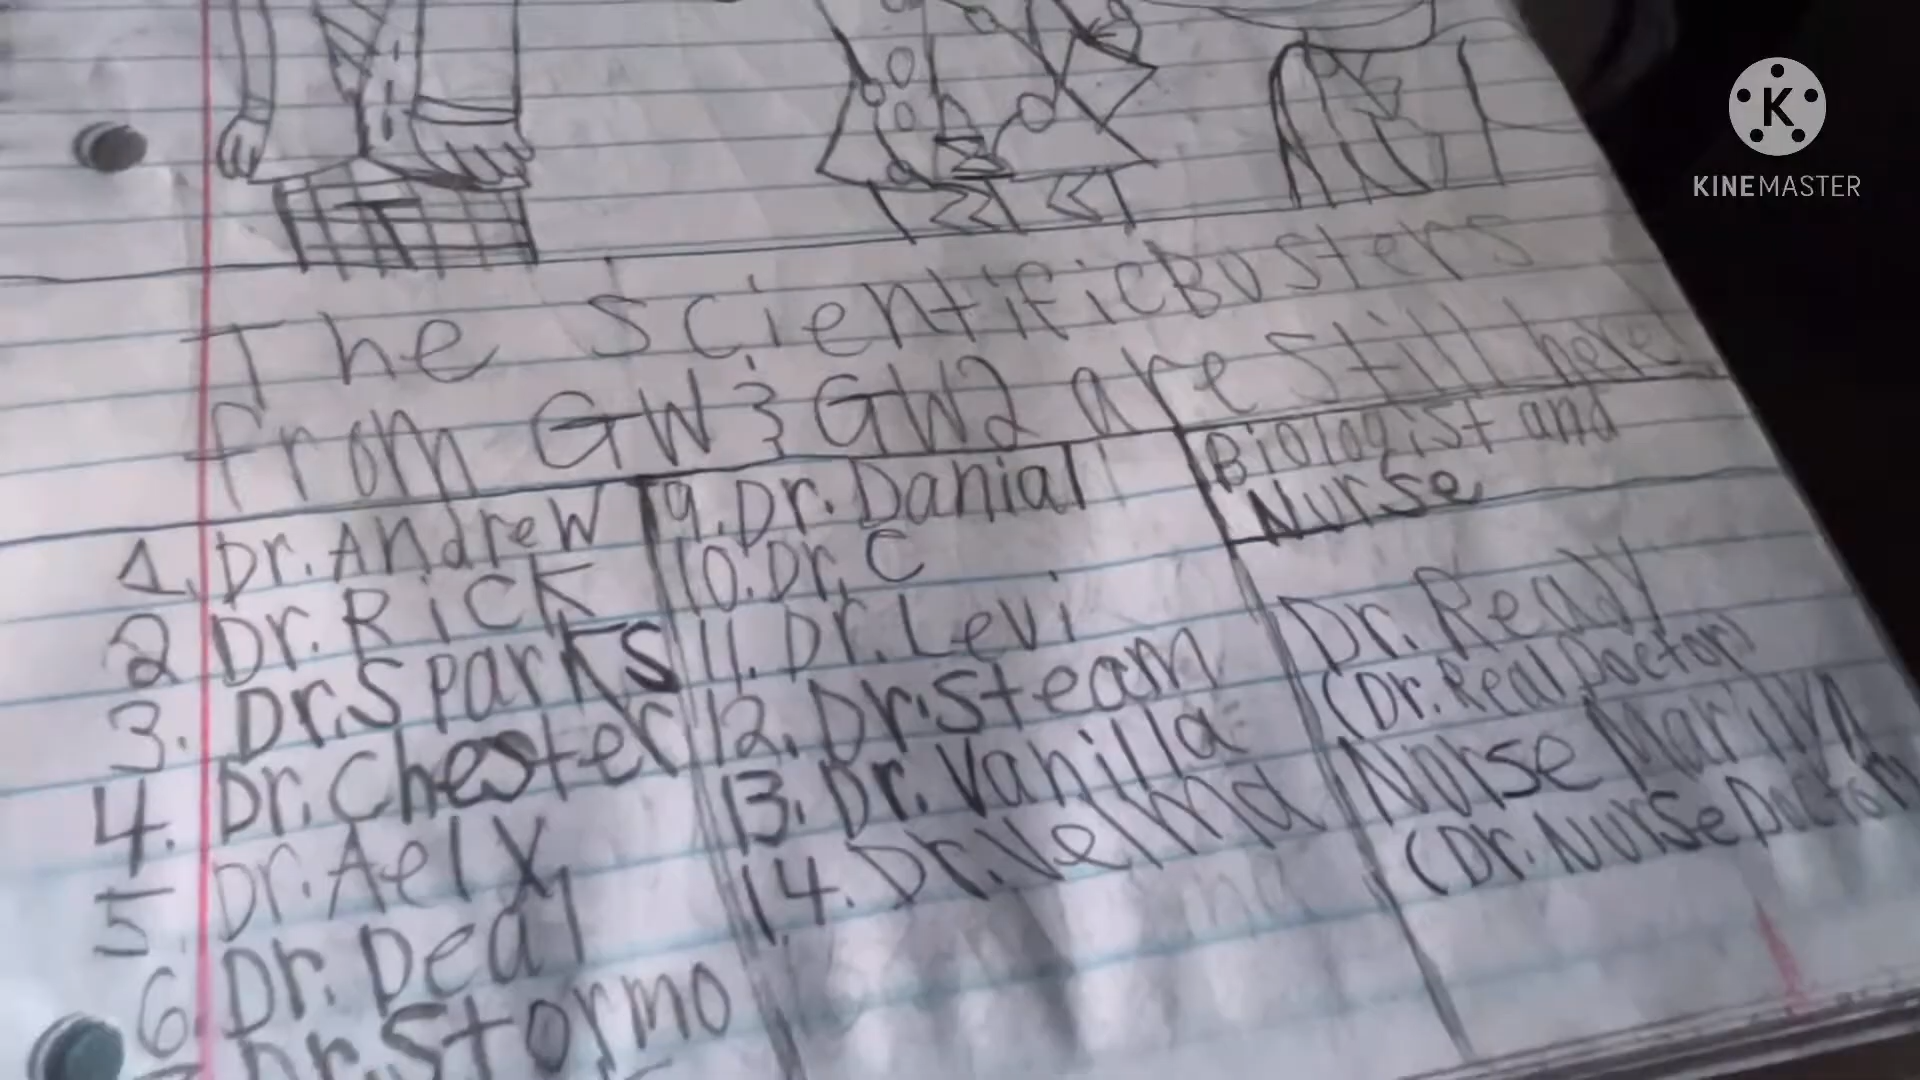 The ScientificBusters
from GW & GW2 are still here
1. Dr. Andrew
2 Dr. Rick
3. Dr. Sparks
4. Dr. Chester
5. Dr. Aelx
6. Dr. Deal
7 Dr. Stormo
9. Dr. Danial
10. Dr. C
11. Dr. Levi
12. Dr. Steam
13. Dr. Vanilla
14. Dr. Velma
Biologist and
Nurse
Dr. Ready
(Dr. Real Doctor)
Nurse Marilyn
(Dr. Nurse Doctor)
K
KINEMASTER